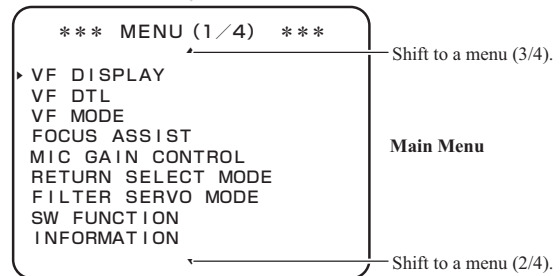 *** MENU (1／4) ***
Shift to a menu (3/4).
VF DISPLAY
VF DTL
VF MODE
FOCUS ASSIST
MIC GAIN CONTROL
RETURN SELECT MODE
FILTER SERVO MODE
SW FUNCTION
INFORMATION
Main Menu
Shift to a menu (2/4).